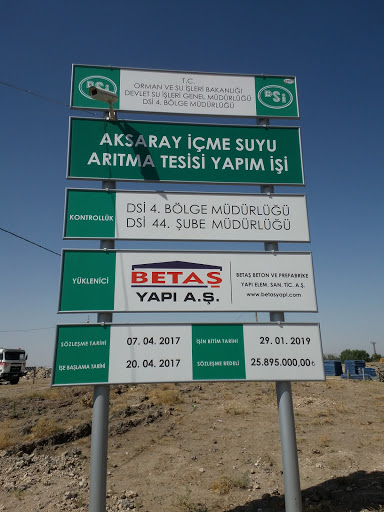 DSİ
T.C.
ORMAN VE SU İŞLERİ BAKANLIĞI
DEVLET SU İŞLERİ GENEL MÜDÜRLÜĞÜ
DSİ 4. BÖLGE MÜDÜRLÜĞÜ
DSİ
AKSARAY İÇME SUYU
ARITMA TESİSİ YAPIM İŞİ
KONTROLLÜK
DSİ 4. BÖLGE MÜDÜRLÜĞÜ
DSİ 44. ŞUBE MÜDÜRLÜĞÜ
YÜKLENİCİ
BETAŞ
YAPI A.Ş.
BETAŞ BETON VE PREFABRİKE
YAPI ELEM. SAN. TİC. A.Ş.
www.betasyapi.com
SÖZLEŞME TARİHİ 07. 04. 2017 İŞİN BİTİM TARİHİ 29. 01. 2019
İŞE BAŞLAMA TARİHİ 20. 04. 2017 SÖZLEŞME BEDELİ 25.895.000,00₺